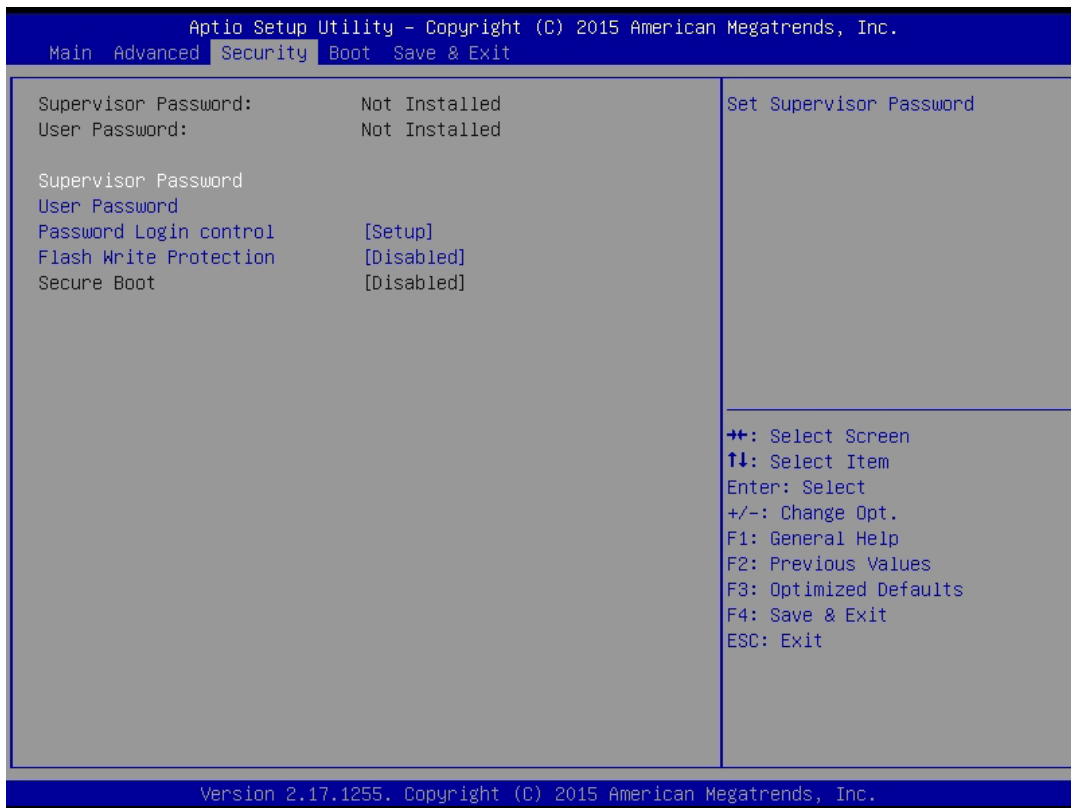 Aptio Setup Utility – Copyright (C) 2015 American Megatrends, Inc.
Main Advanced Security Boot Save & Exit
Supervisor Password: Not Installed
User Password: Not Installed
Supervisor Password
User Password
Password Login control [Setup]
Flash Write Protection [Disabled]
Secure Boot [Disabled]
Set Supervisor Password
→←: Select Screen
↑↓: Select Item
Enter: Select
+/-: Change Opt.
F1: General Help
F2: Previous Values
F3: Optimized Defaults
F4: Save & Exit
ESC: Exit
Version 2.17.1255. Copyright (C) 2015 American Megatrends, Inc.